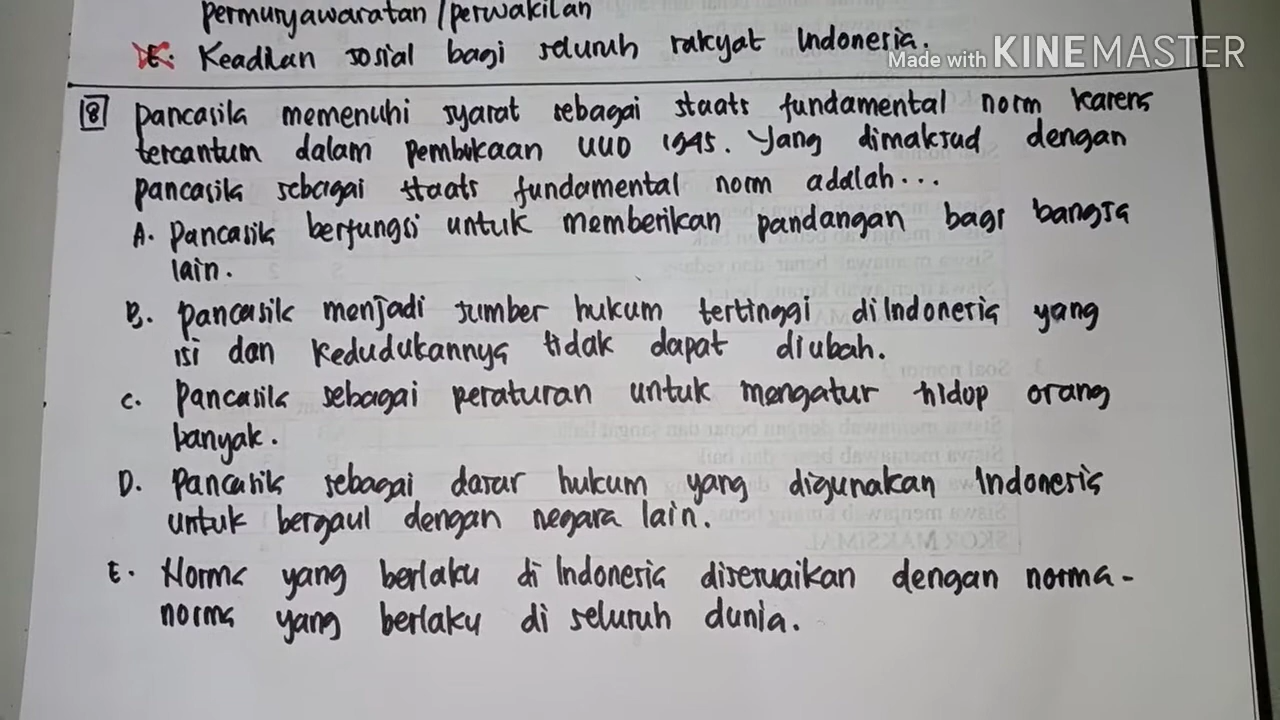 permusyawaratan / perwakilan
E. Keadilan sosial bagi seluruh rakyat Indonesia.
Made with KINEMASTER
8 Pancasila memenuhi syarat sebagai staats fundamental norm karena
tercantum dalam pembukaan UUD 1945. Yang dimaksud dengan
pancasila sebagai staats fundamental norm adalah...
A. Pancasila berfungsi untuk memberikan pandangan bagi bangsa
lain.
B. Pancasila menjadi sumber hukum tertinggi di Indonesia yang
isi dan kedudukannya tidak dapat diubah.
C. Pancasila sebagai peraturan untuk mengatur hidop orang
banyak.
D. Pancasila sebagai dasar hukum yang digunakan Indonesia
untuk bergaul dengan negara lain.
E. Norma yang berlaku di Indonesia disesuaikan dengan norma-
norma yang berlaku di seluruh dunia.